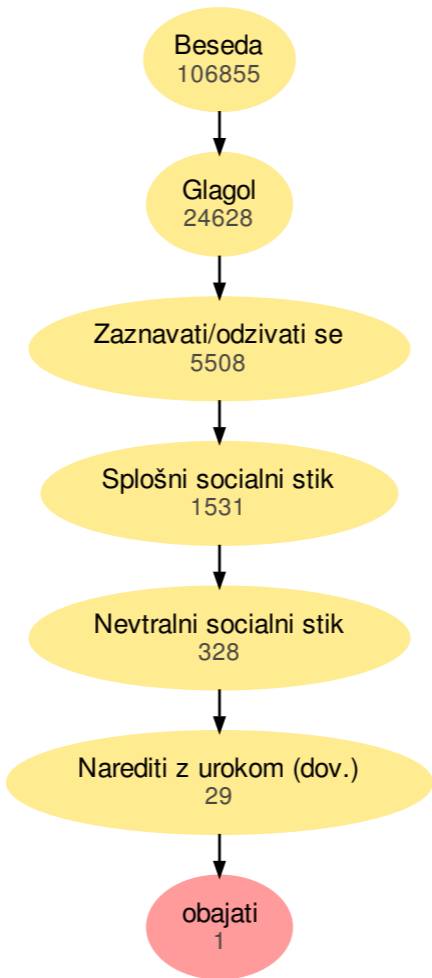 Beseda
106855
Glagol
24628
Zaznavati/odzivati se
5508
Splošni socialni stik
1531
Nevtralni socialni stik
328
Narediti z urokom (dov.)
29
obajati
1